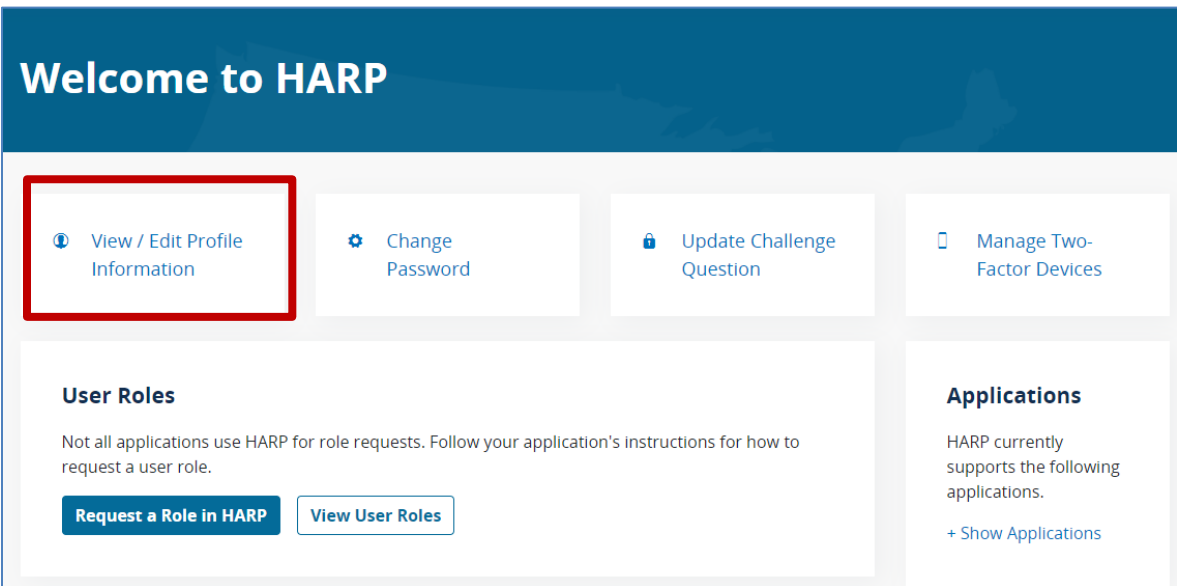 Welcome to HARP
View / Edit Profile
Information
Change
Password
Update Challenge
Question
Manage Two-
Factor Devices
User Roles
Not all applications use HARP for role requests. Follow your application's instructions for how to
request a user role.
Request a Role in HARP
View User Roles
Applications
HARP currently
supports the following
applications.
+ Show Applications